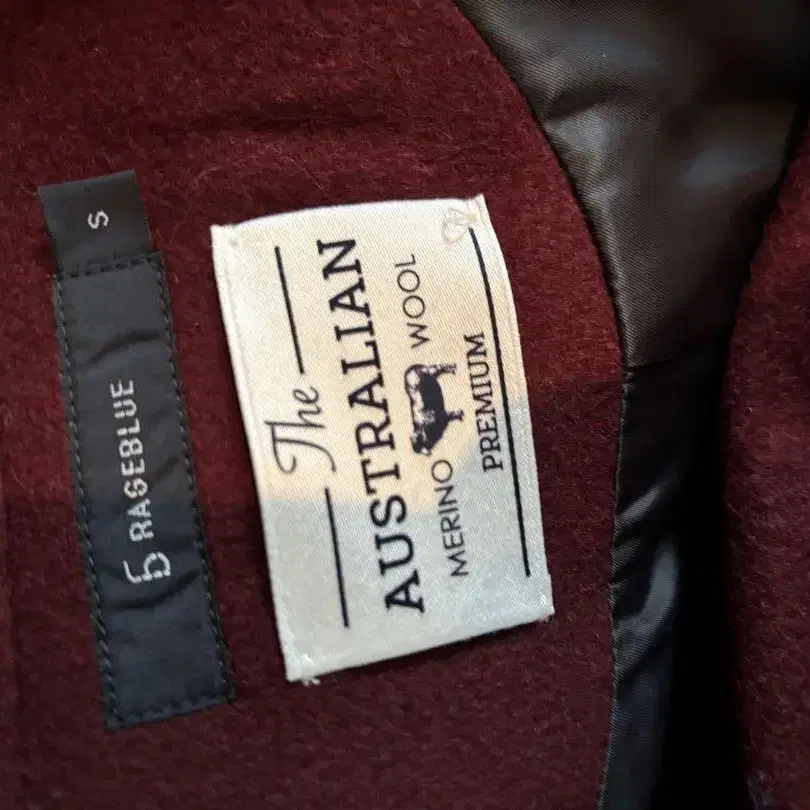 S
RAGEBLUE
The
AUSTRALIAN
MERINO WOOL
PREMIUM